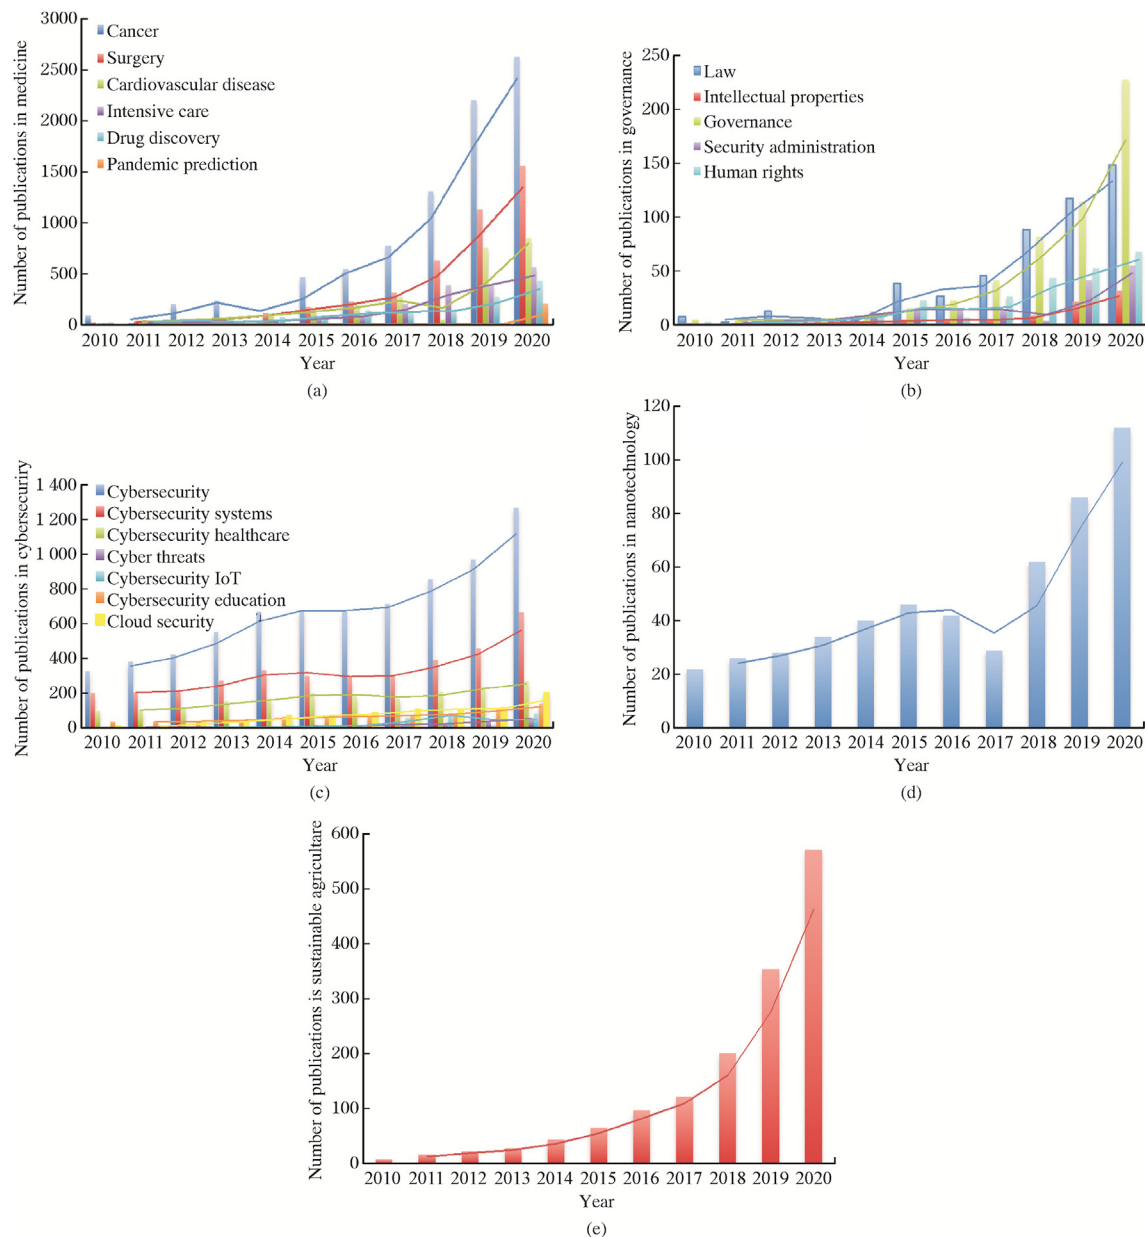 Number of publications in medicine
3000
2500
2000
1500
1000
500
0
Cancer
Surgery
Cardiovascular disease
Intensive care
Drug discovery
Pandemic prediction
2010 2011 2012 2013 2014 2015 2016 2017 2018 2019 2020
Year
(a)
Number of publications in governance
250
200
150
100
50
0
Law
Intellectual properties
Governance
Security administration
Human rights
2010 2011 2012 2013 2014 2015 2016 2017 2018 2019 2020
Year
(b)
Number of publications in cybersecuriry
1 400
1 200
1 000
800
600
400
200
0
Cybersecurity
Cybersecurity systems
Cybersecurity healthcare
Cyber threats
Cybersecurity IoT
Cybersecurity education
Cloud security
2010 2011 2012 2013 2014 2015 2016 2017 2018 2019 2020
Year
(c)
Number of publications in nanotechnology
120
100
80
60
40
20
0
2010 2011 2012 2013 2014 2015 2016 2017 2018 2019 2020
Year
(d)
Number of publications is sustainable agricultare
600
500
400
300
200
100
0
2010 2011 2012 2013 2014 2015 2016 2017 2018 2019 2020
Year
(e)